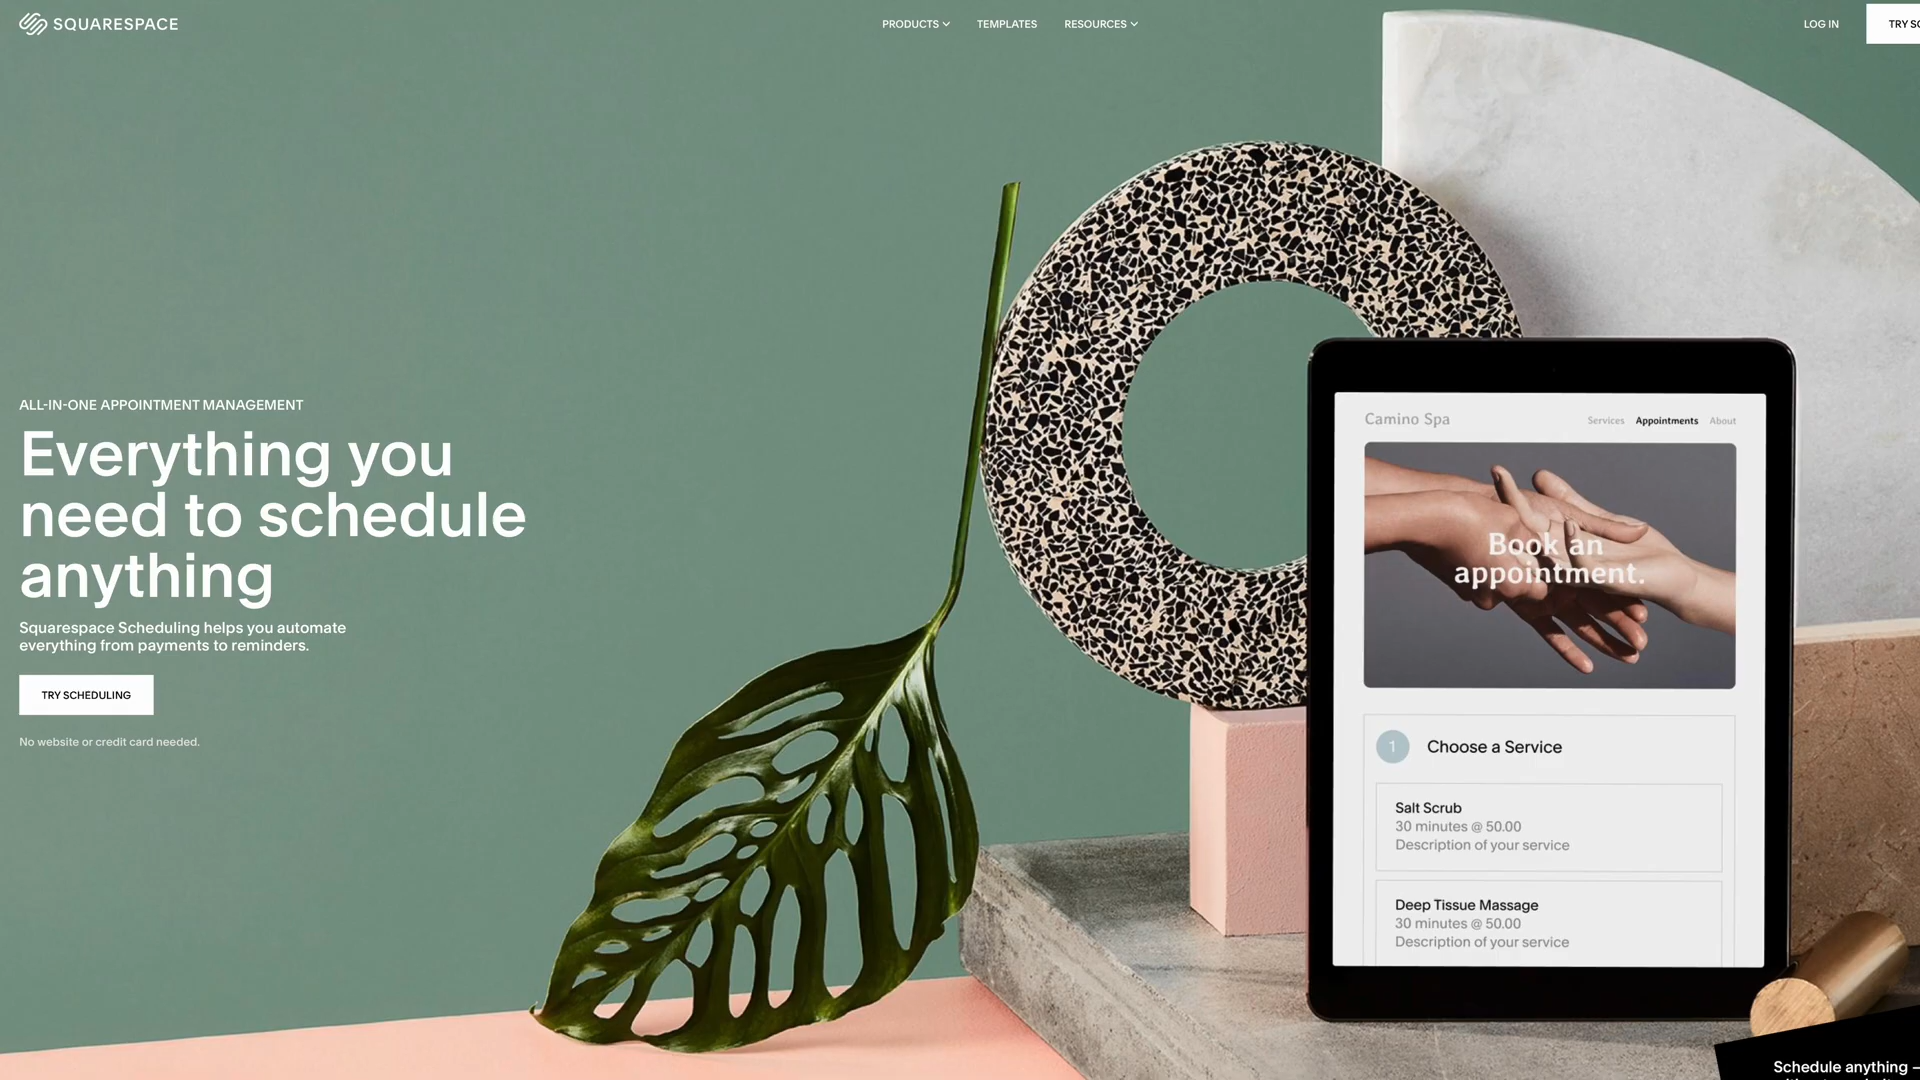 SQUARESPACE
PRODUCTS
TEMPLATES
RESOURCES
LOG IN
TRY
ALL-IN-ONE APPOINTMENT MANAGEMENT
Everything you
need to schedule
anything
Squarespace Scheduling helps you automate
everything from payments to reminders.
TRY SCHEDULING
No website or credit card needed.
Camino Spa
Services
Appointments
About
Book an
appointment.
1
Choose a Service
Salt Scrub
30 minutes @ 50.00
Description of your service
Deep Tissue Massage
30 minutes @ 50.00
Description of your service
Schedule anything –